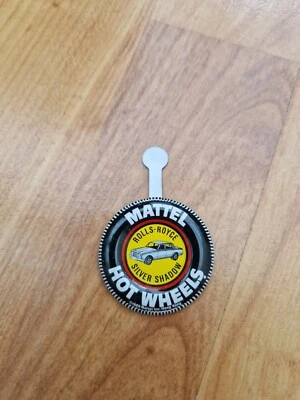 MATTEL
ROLLS-ROYCE
SILVER SHADOW
HOT WHEELS